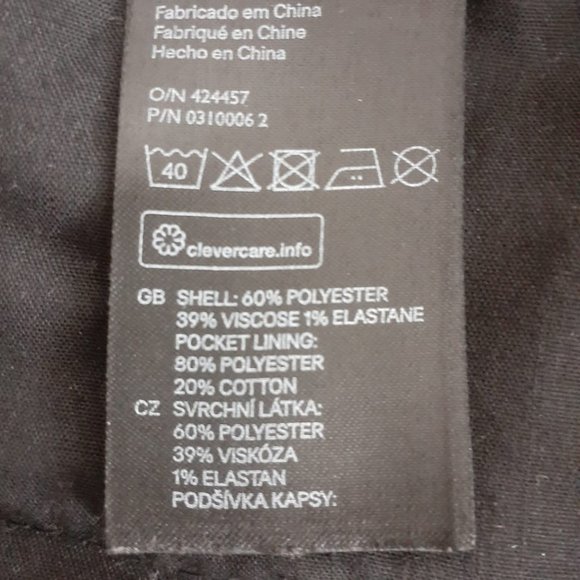 Fabricado em China
Fabriqué en Chine
Hecho en China
O/N 424457
P/N 0310006 2
40
clevercare.info
GB SHELL: 60% POLYESTER
39% VISCOSE 1% ELASTANE
POCKET LINING:
80% POLYESTER
20% COTTON
CZ SVRCHNÍ LÁTKA:
60% POLYESTER
39% VISKÓZA
1% ELASTAN
PODŠÍVKA KAPSY: